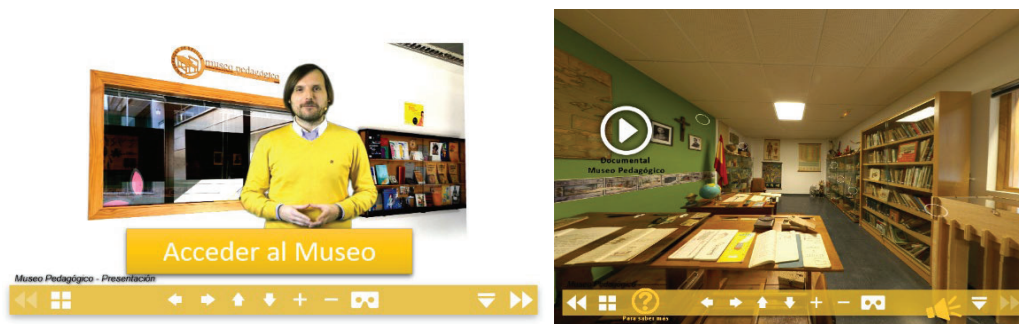 museo pedagógico
Acceder al Museo
Museo Pedagógico - Presentación
Documental
Museo Pedagógico
Para saber mas